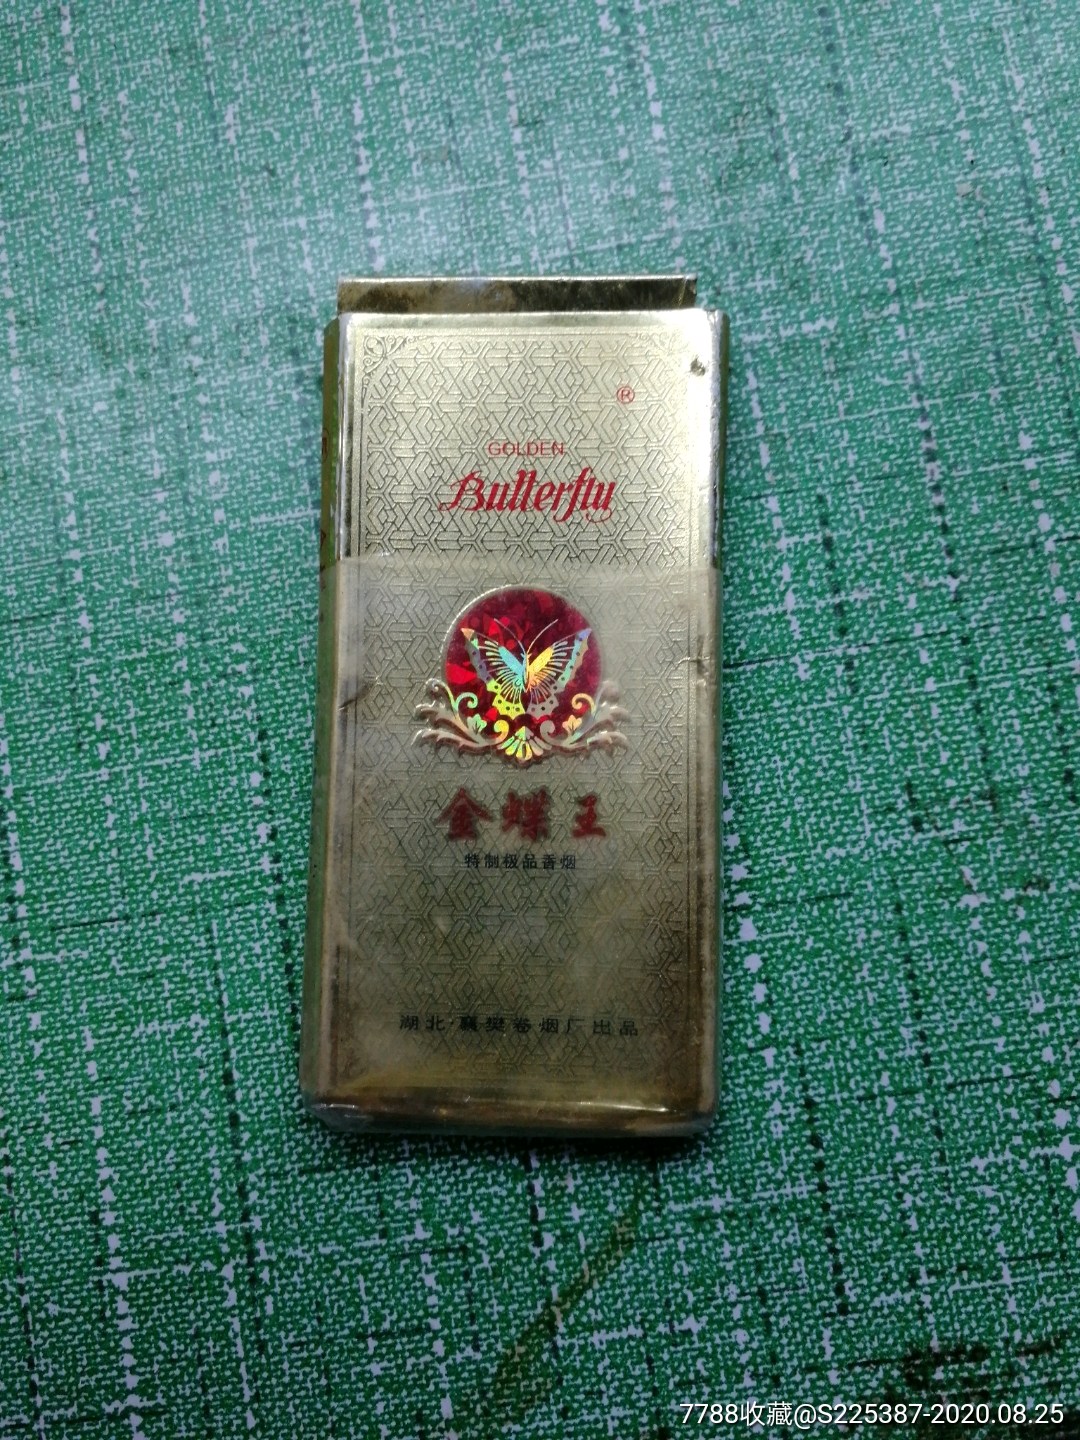 ®
GOLDEN
Butterfly
金蝶王
特制极品香烟
湖北襄樊卷烟厂出品
7788收藏@S225387-2020.08.25